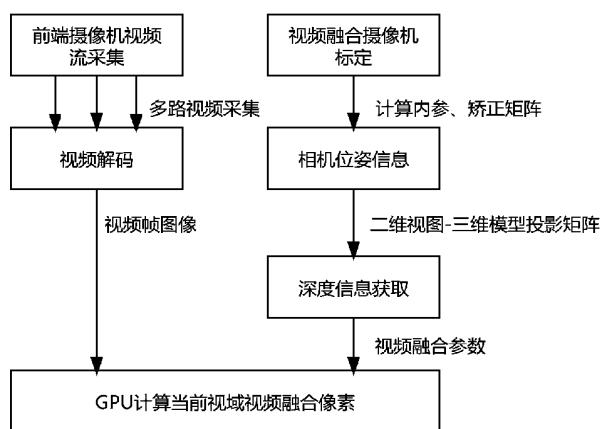 前端摄像机视频
流采集
视频融合摄像机
标定
多路视频采集
计算内参、矫正矩阵
视频解码
相机位姿信息
视频帧图像
二维视图-三维模型投影矩阵
深度信息获取
视频融合参数
GPU计算当前视域视频融合像素